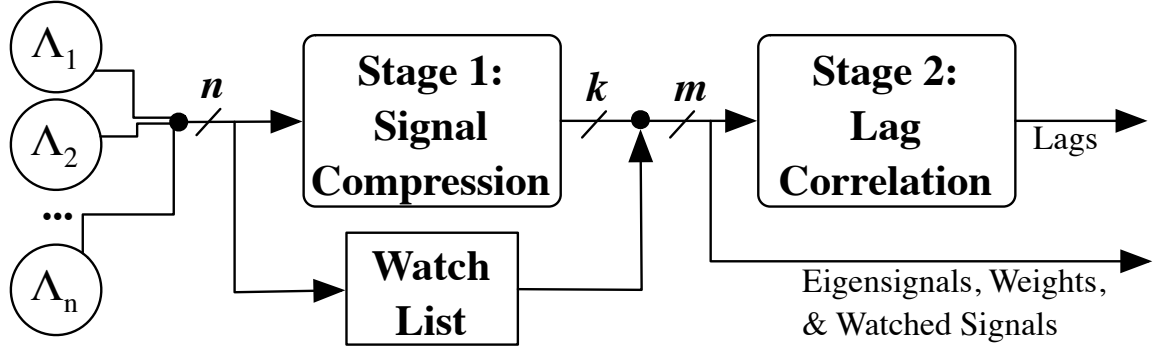 Λ1
Λ2
...
Λn
n
Stage 1:
Signal
Compression
Watch
List
k
m
Stage 2:
Lag
Correlation
Lags
Eigensignals, Weights,
& Watched Signals